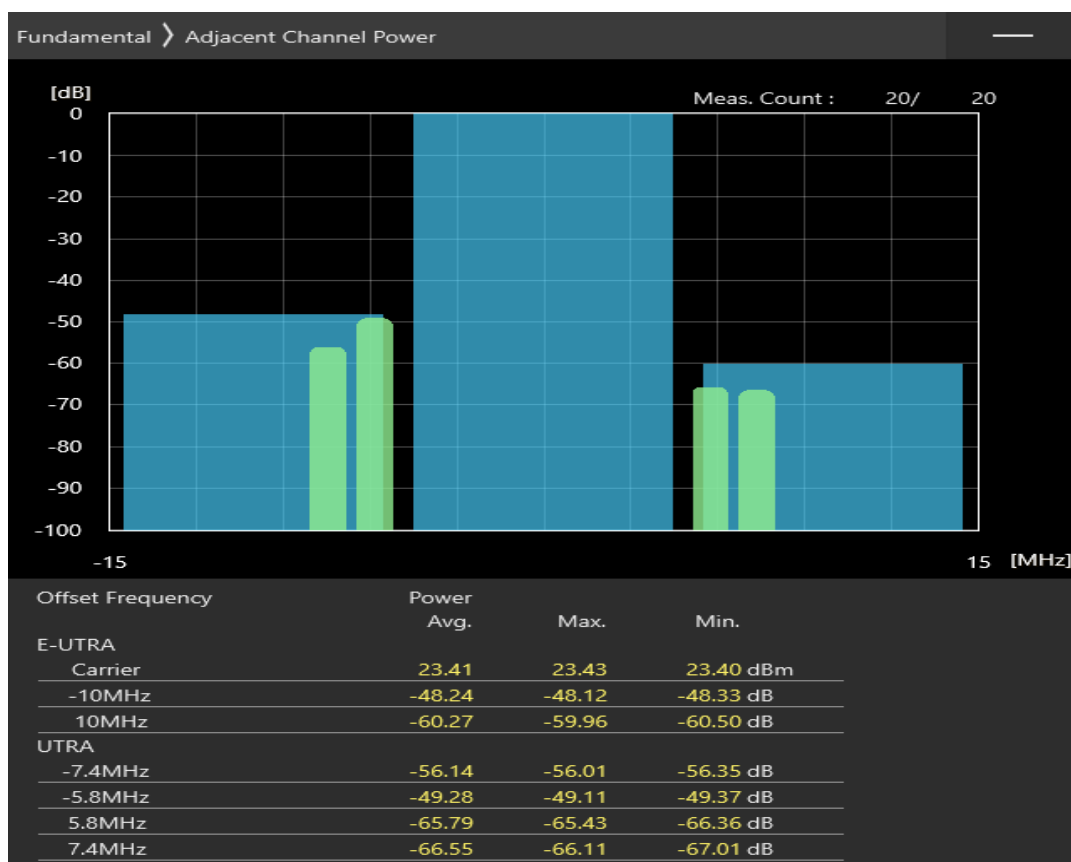 Fundamental ❯ Adjacent Channel Power
[dB]
Meas. Count : 20/ 20
0
-10
-20
-30
-40
-50
-60
-70
-80
-90
-100
-15 15 [MHz]
Offset Frequency Power
Avg. Max. Min.
E-UTRA
Carrier 23.41 23.43 23.40 dBm
-10MHz -48.24 -48.12 -48.33 dB
10MHz -60.27 -59.96 -60.50 dB
UTRA
-7.4MHz -56.14 -56.01 -56.35 dB
-5.8MHz -49.28 -49.11 -49.37 dB
5.8MHz -65.79 -65.43 -66.36 dB
7.4MHz -66.55 -66.11 -67.01 dB